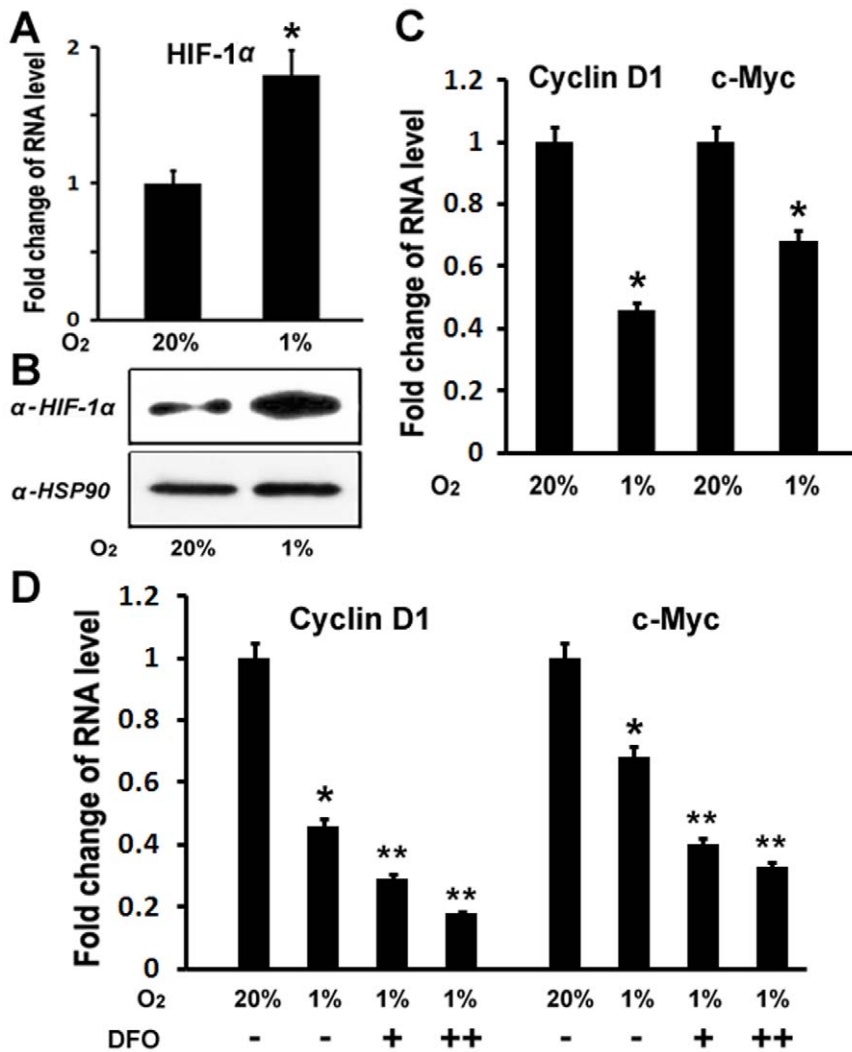 A
HIF-1α
*
Fold change of RNA level
2
1
0
O2 20% 1%
B
α-HIF-1α
α-HSP90
O2 20% 1%
C
Cyclin D1 c-Myc
Fold change of RNA level
1.2
1
0.8
0.6
0.4
0.2
0
* *
O2 20% 1% 20% 1%
D
Cyclin D1 c-Myc
Fold change of RNA level
1.2
1
0.8
0.6
0.4
0.2
0
* ** ** * ** **
O2 20% 1% 1% 1% 20% 1% 1% 1%
DFO - - + ++ - - + ++